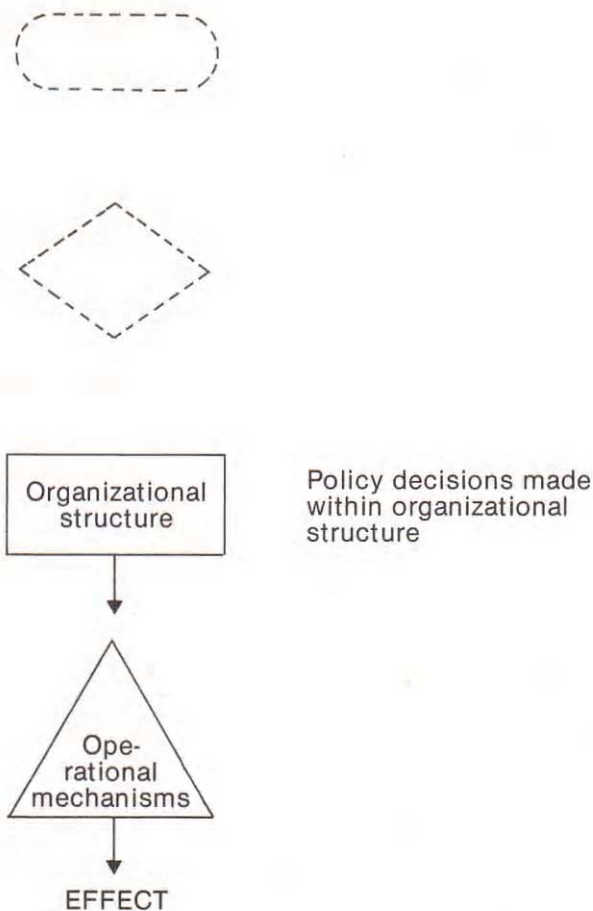 Organizational
structure
Policy decisions made
within organizational
structure
Ope-
rational
mechanisms
EFFECT